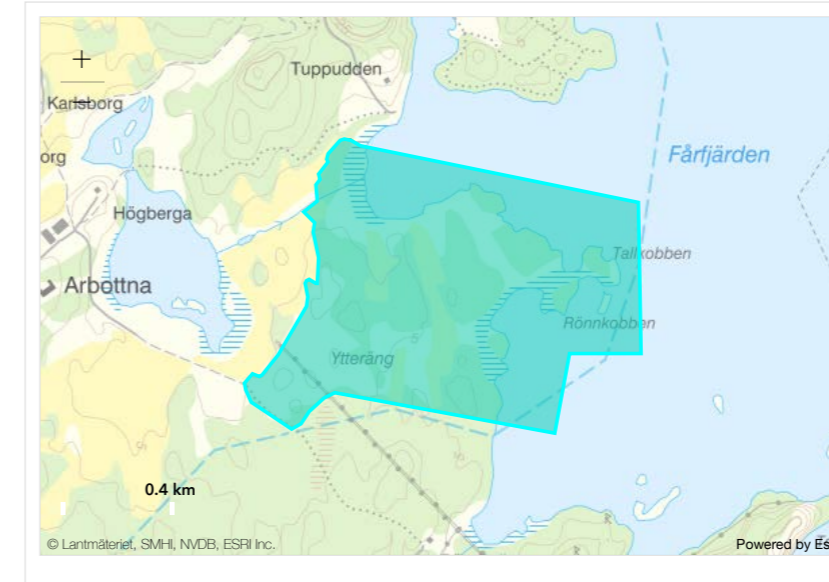 +
−
Tuppudden
Karlsborg
org
Fårfjärden
Högberga
Tallkobben
Arbottna
Rönnkobben
Ytteräng
0.4 km
© Lantmäteriet, SMHI, NVDB, ESRI Inc.
Powered by Es